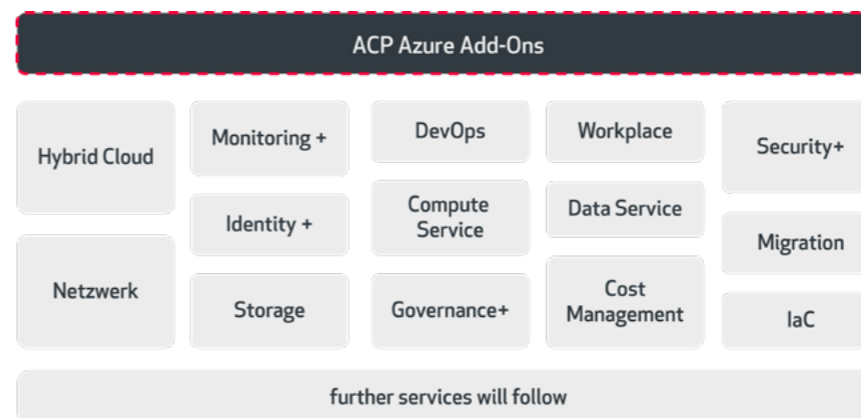 ACP Azure Add-Ons
Hybrid Cloud
Netzwerk
Monitoring +
Identity +
Storage
DevOps
Compute
Service
Governance+
Workplace
Data Service
Cost
Management
Security+
Migration
IaC
further services will follow